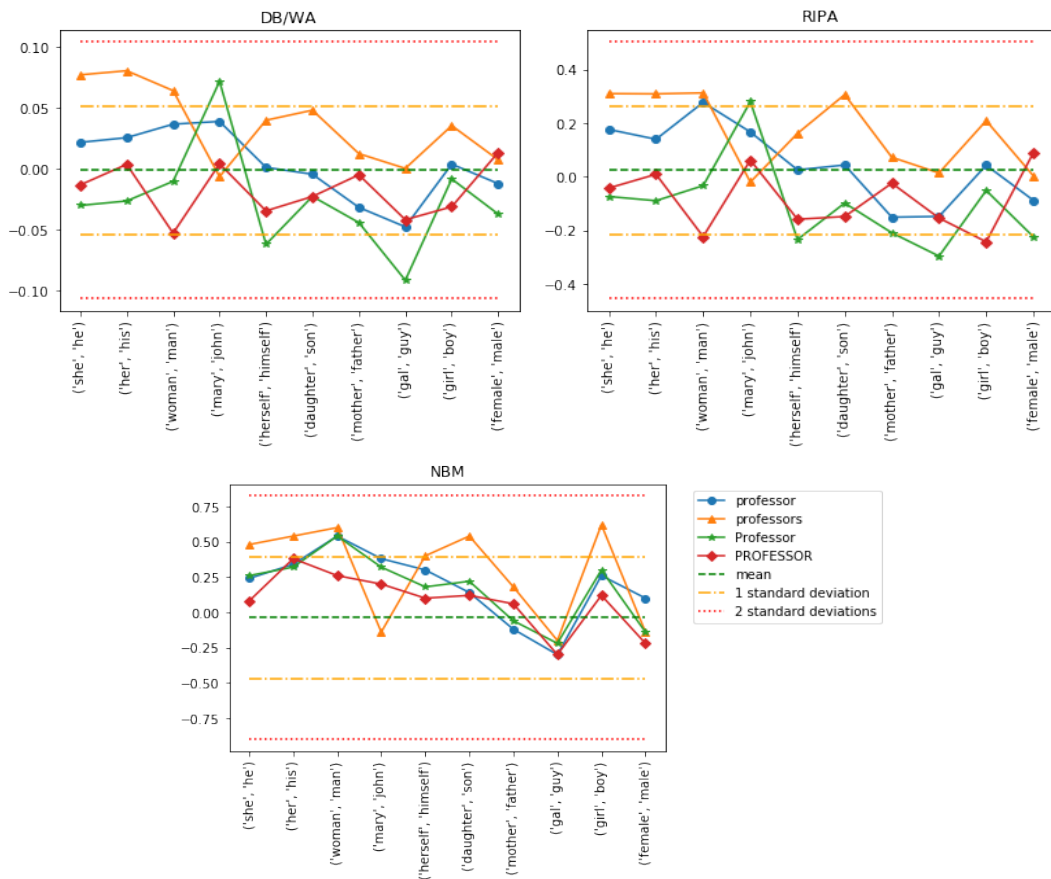 DB/WA
0.10
0.05
0.00
−0.05
−0.10
('she', 'he')
('her', 'his')
('woman', 'man')
('mary', 'john')
('herself', 'himself')
('daughter', 'son')
('mother', 'father')
('gal', 'guy')
('girl', 'boy')
('female', 'male')
RIPA
0.4
0.2
0.0
−0.2
−0.4
('she', 'he')
('her', 'his')
('woman', 'man')
('mary', 'john')
('herself', 'himself')
('daughter', 'son')
('mother', 'father')
('gal', 'guy')
('girl', 'boy')
('female', 'male')
NBM
0.75
0.50
0.25
0.00
−0.25
−0.50
−0.75
('she', 'he')
('her', 'his')
('woman', 'man')
('mary', 'john')
('herself', 'himself')
('daughter', 'son')
('mother', 'father')
('gal', 'guy')
('girl', 'boy')
('female', 'male')
professor
professors
Professor
PROFESSOR
mean
1 standard deviation
2 standard deviations